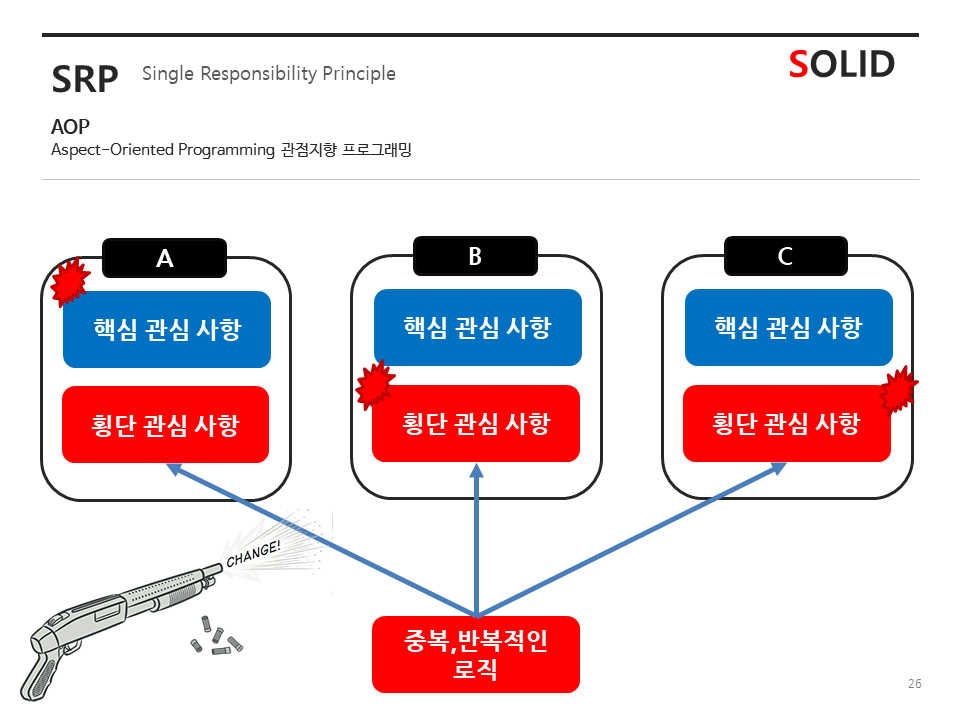 SRP Single Responsibility Principle
SOLID
AOP
Aspect-Oriented Programming 관점지향 프로그래밍
A
핵심 관심 사항
횡단 관심 사항
B
핵심 관심 사항
횡단 관심 사항
C
핵심 관심 사항
횡단 관심 사항
CHANGE!
중복,반복적인
로직
26